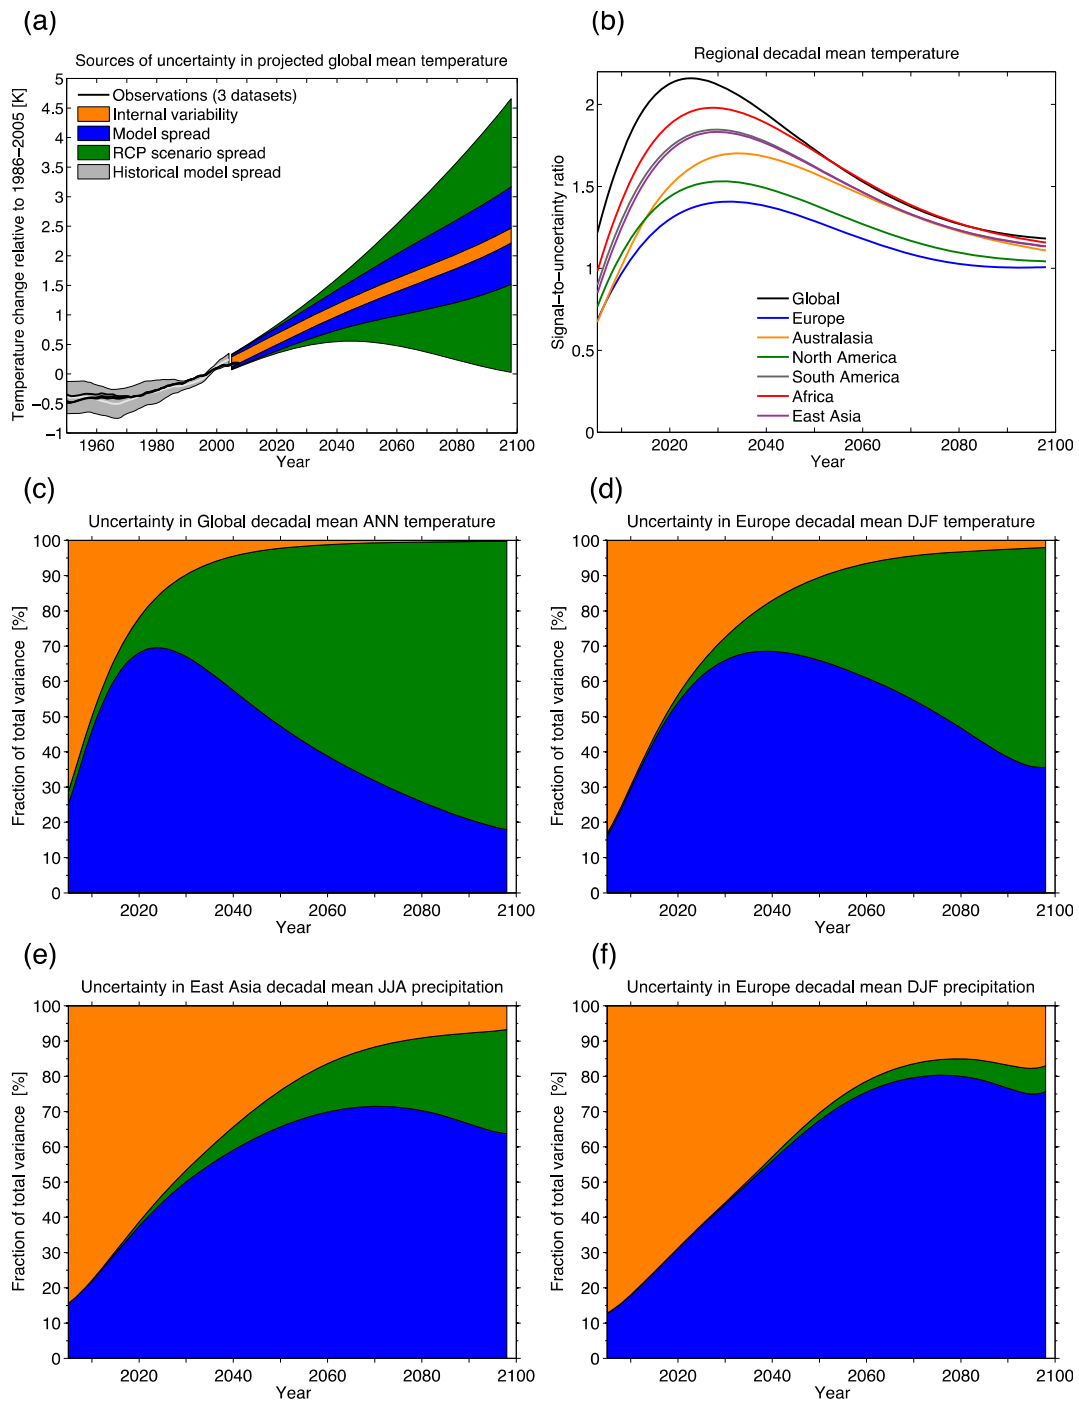 (a)
Sources of uncertainty in projected global mean temperature
Temperature change relative to 1986−2005 [K]
5
4.5
4
3.5
3
2.5
2
1.5
1
0.5
0
−0.5
−1
Observations (3 datasets)
Internal variability
Model spread
RCP scenario spread
Historical model spread
1960 1980 2000 2020 2040 2060 2080 2100
Year
(b)
Regional decadal mean temperature
Signal−to−uncertainty ratio
2
1.5
1
0.5
0
Global
Europe
Australasia
North America
South America
Africa
East Asia
2020 2040 2060 2080 2100
Year
(c)
Uncertainty in Global decadal mean ANN temperature
Fraction of total variance [%]
100
90
80
70
60
50
40
30
20
10
0
2020 2040 2060 2080 2100
Year
(d)
Uncertainty in Europe decadal mean DJF temperature
Fraction of total variance [%]
100
90
80
70
60
50
40
30
20
10
0
2020 2040 2060 2080 2100
Year
(e)
Uncertainty in East Asia decadal mean JJA precipitation
Fraction of total variance [%]
100
90
80
70
60
50
40
30
20
10
0
2020 2040 2060 2080 2100
Year
(f)
Uncertainty in Europe decadal mean DJF precipitation
Fraction of total variance [%]
100
90
80
70
60
50
40
30
20
10
0
2020 2040 2060 2080 2100
Year